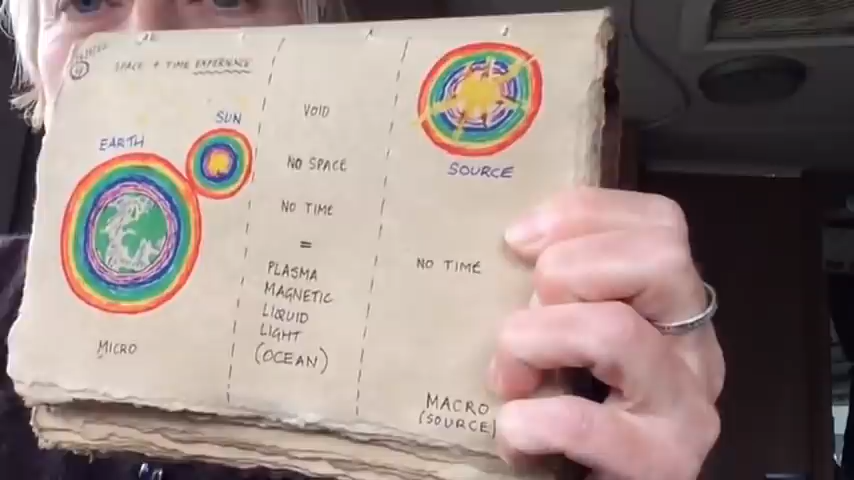 SPACE + TIME EXPERIENCE
EARTH
SUN
MICRO
VOID
NO SPACE
NO TIME
=
PLASMA
MAGNETIC
LIQUID
LIGHT
(OCEAN)
SOURCE
NO TIME
MACRO
(SOURCE)